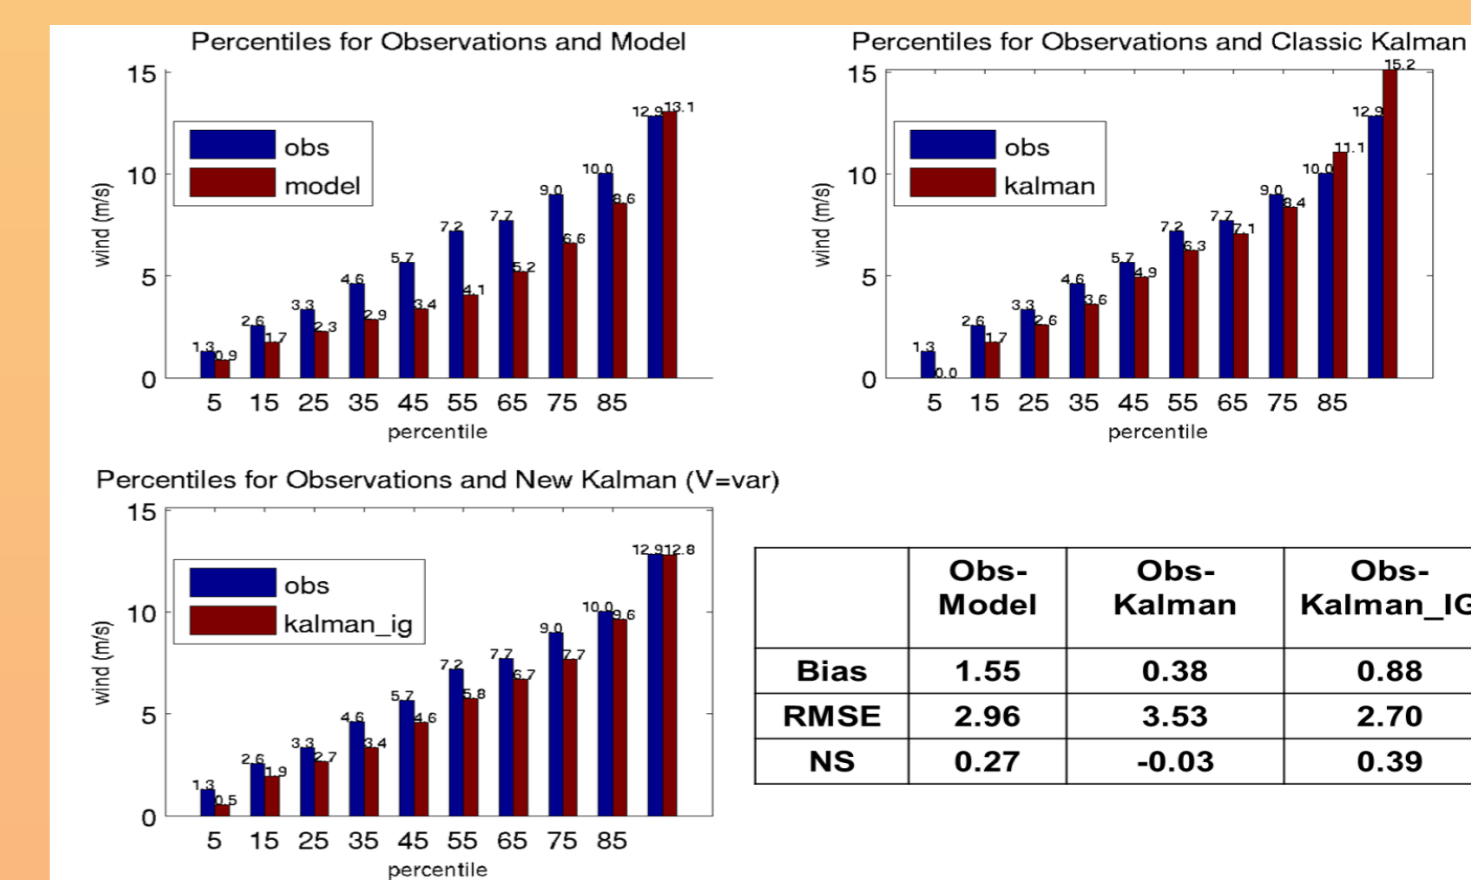 Percentiles for Observations and Model
15
10
5
0
wind (m/s)
obs
model
1.3 0.9 2.6 1.7 3.3 2.3 4.6 2.9 5.7 3.4 7.2 4.1 7.7 5.2 9.0 6.6 10.0 8.6 12.9 13.1
5 15 25 35 45 55 65 75 85
percentile
Percentiles for Observations and Classic Kalman
15
10
5
0
wind (m/s)
obs
kalman
1.3 0.0 2.6 1.7 3.3 2.6 4.6 3.6 5.7 4.9 7.2 6.3 7.7 7.1 9.0 8.4 10.0 11.1 12.9 15.2
5 15 25 35 45 55 65 75 85
percentile
Percentiles for Observations and New Kalman (V=var)
15
10
5
0
wind (m/s)
obs
kalman_ig
1.3 0.5 2.6 1.9 3.3 2.7 4.6 3.4 5.7 4.6 7.2 5.8 7.7 6.7 9.0 7.7 10.0 9.6 12.9 12.8
5 15 25 35 45 55 65 75 85
percentile
Obs- Obs- Obs-
Model Kalman Kalman_IG
Bias 1.55 0.38 0.88
RMSE 2.96 3.53 2.70
NS 0.27 -0.03 0.39